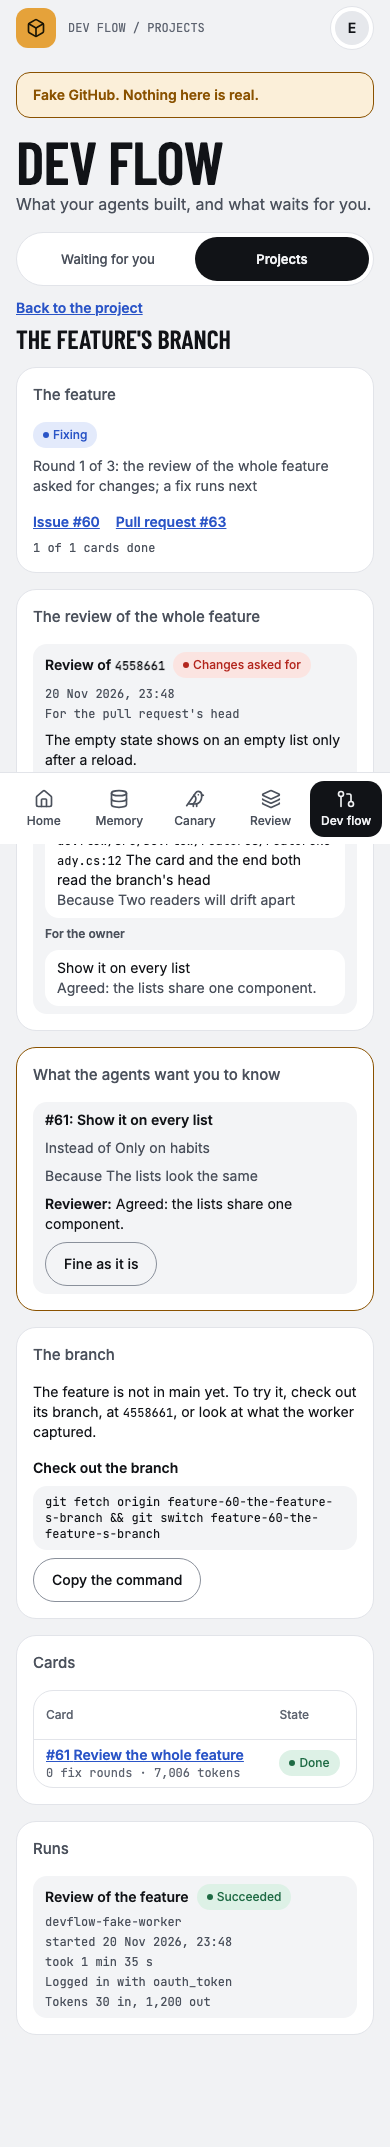 DEV FLOW / PROJECTS
E
Fake GitHub. Nothing here is real.
DEV FLOW
What your agents built, and what waits for you.
Waiting for you
Projects
Back to the project
THE FEATURE'S BRANCH
The feature
Fixing
Round 1 of 3: the review of the whole feature
asked for changes; a fix runs next
Issue #60 Pull request #63
1 of 1 cards done
The review of the whole feature
Review of 4558661 Changes asked for
20 Nov 2026, 23:48
For the pull request's head
The empty state shows on an empty list only
after a reload.
Home
Memory
Canary
Review
Dev flow
ady.cs:12 The card and the end both
read the branch's head
Because Two readers will drift apart
For the owner
Show it on every list
Agreed: the lists share one component.
What the agents want you to know
#61: Show it on every list
Instead of Only on habits
Because The lists look the same
Reviewer: Agreed: the lists share one
component.
Fine as it is
The branch
The feature is not in main yet. To try it, check out
its branch, at 4558661, or look at what the worker
captured.
Check out the branch
git fetch origin feature-60-the-feature-
s-branch && git switch feature-60-the-
feature-s-branch
Copy the command
Cards
Card State
#61 Review the whole feature
Done
0 fix rounds · 7,006 tokens
Runs
Review of the feature Succeeded
devflow-fake-worker
started 20 Nov 2026, 23:48
took 1 min 35 s
Logged in with oauth_token
Tokens 30 in, 1,200 out